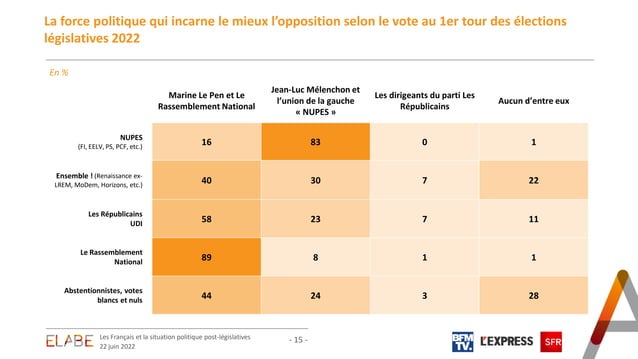 La force politique qui incarne le mieux l’opposition selon le vote au 1er tour des élections
législatives 2022
En %
Marine Le Pen et Le
Rassemblement National
Jean-Luc Mélenchon et
l’union de la gauche
« NUPES »
Les dirigeants du parti Les
Républicains
Aucun d’entre eux
NUPES
(FI, EELV, PS, PCF, etc.)
16 83 0 1
Ensemble ! (Renaissance ex-
LREM, MoDem, Horizons, etc.)
40 30 7 22
Les Républicains
UDI
58 23 7 11
Le Rassemblement
National
89 8 1 1
Abstentionnistes, votes
blancs et nuls
44 24 3 28
ELABE
Les Français et la situation politique post-législatives
22 juin 2022
- 15 -
BFM
TV.
L'EXPRESS
SFR